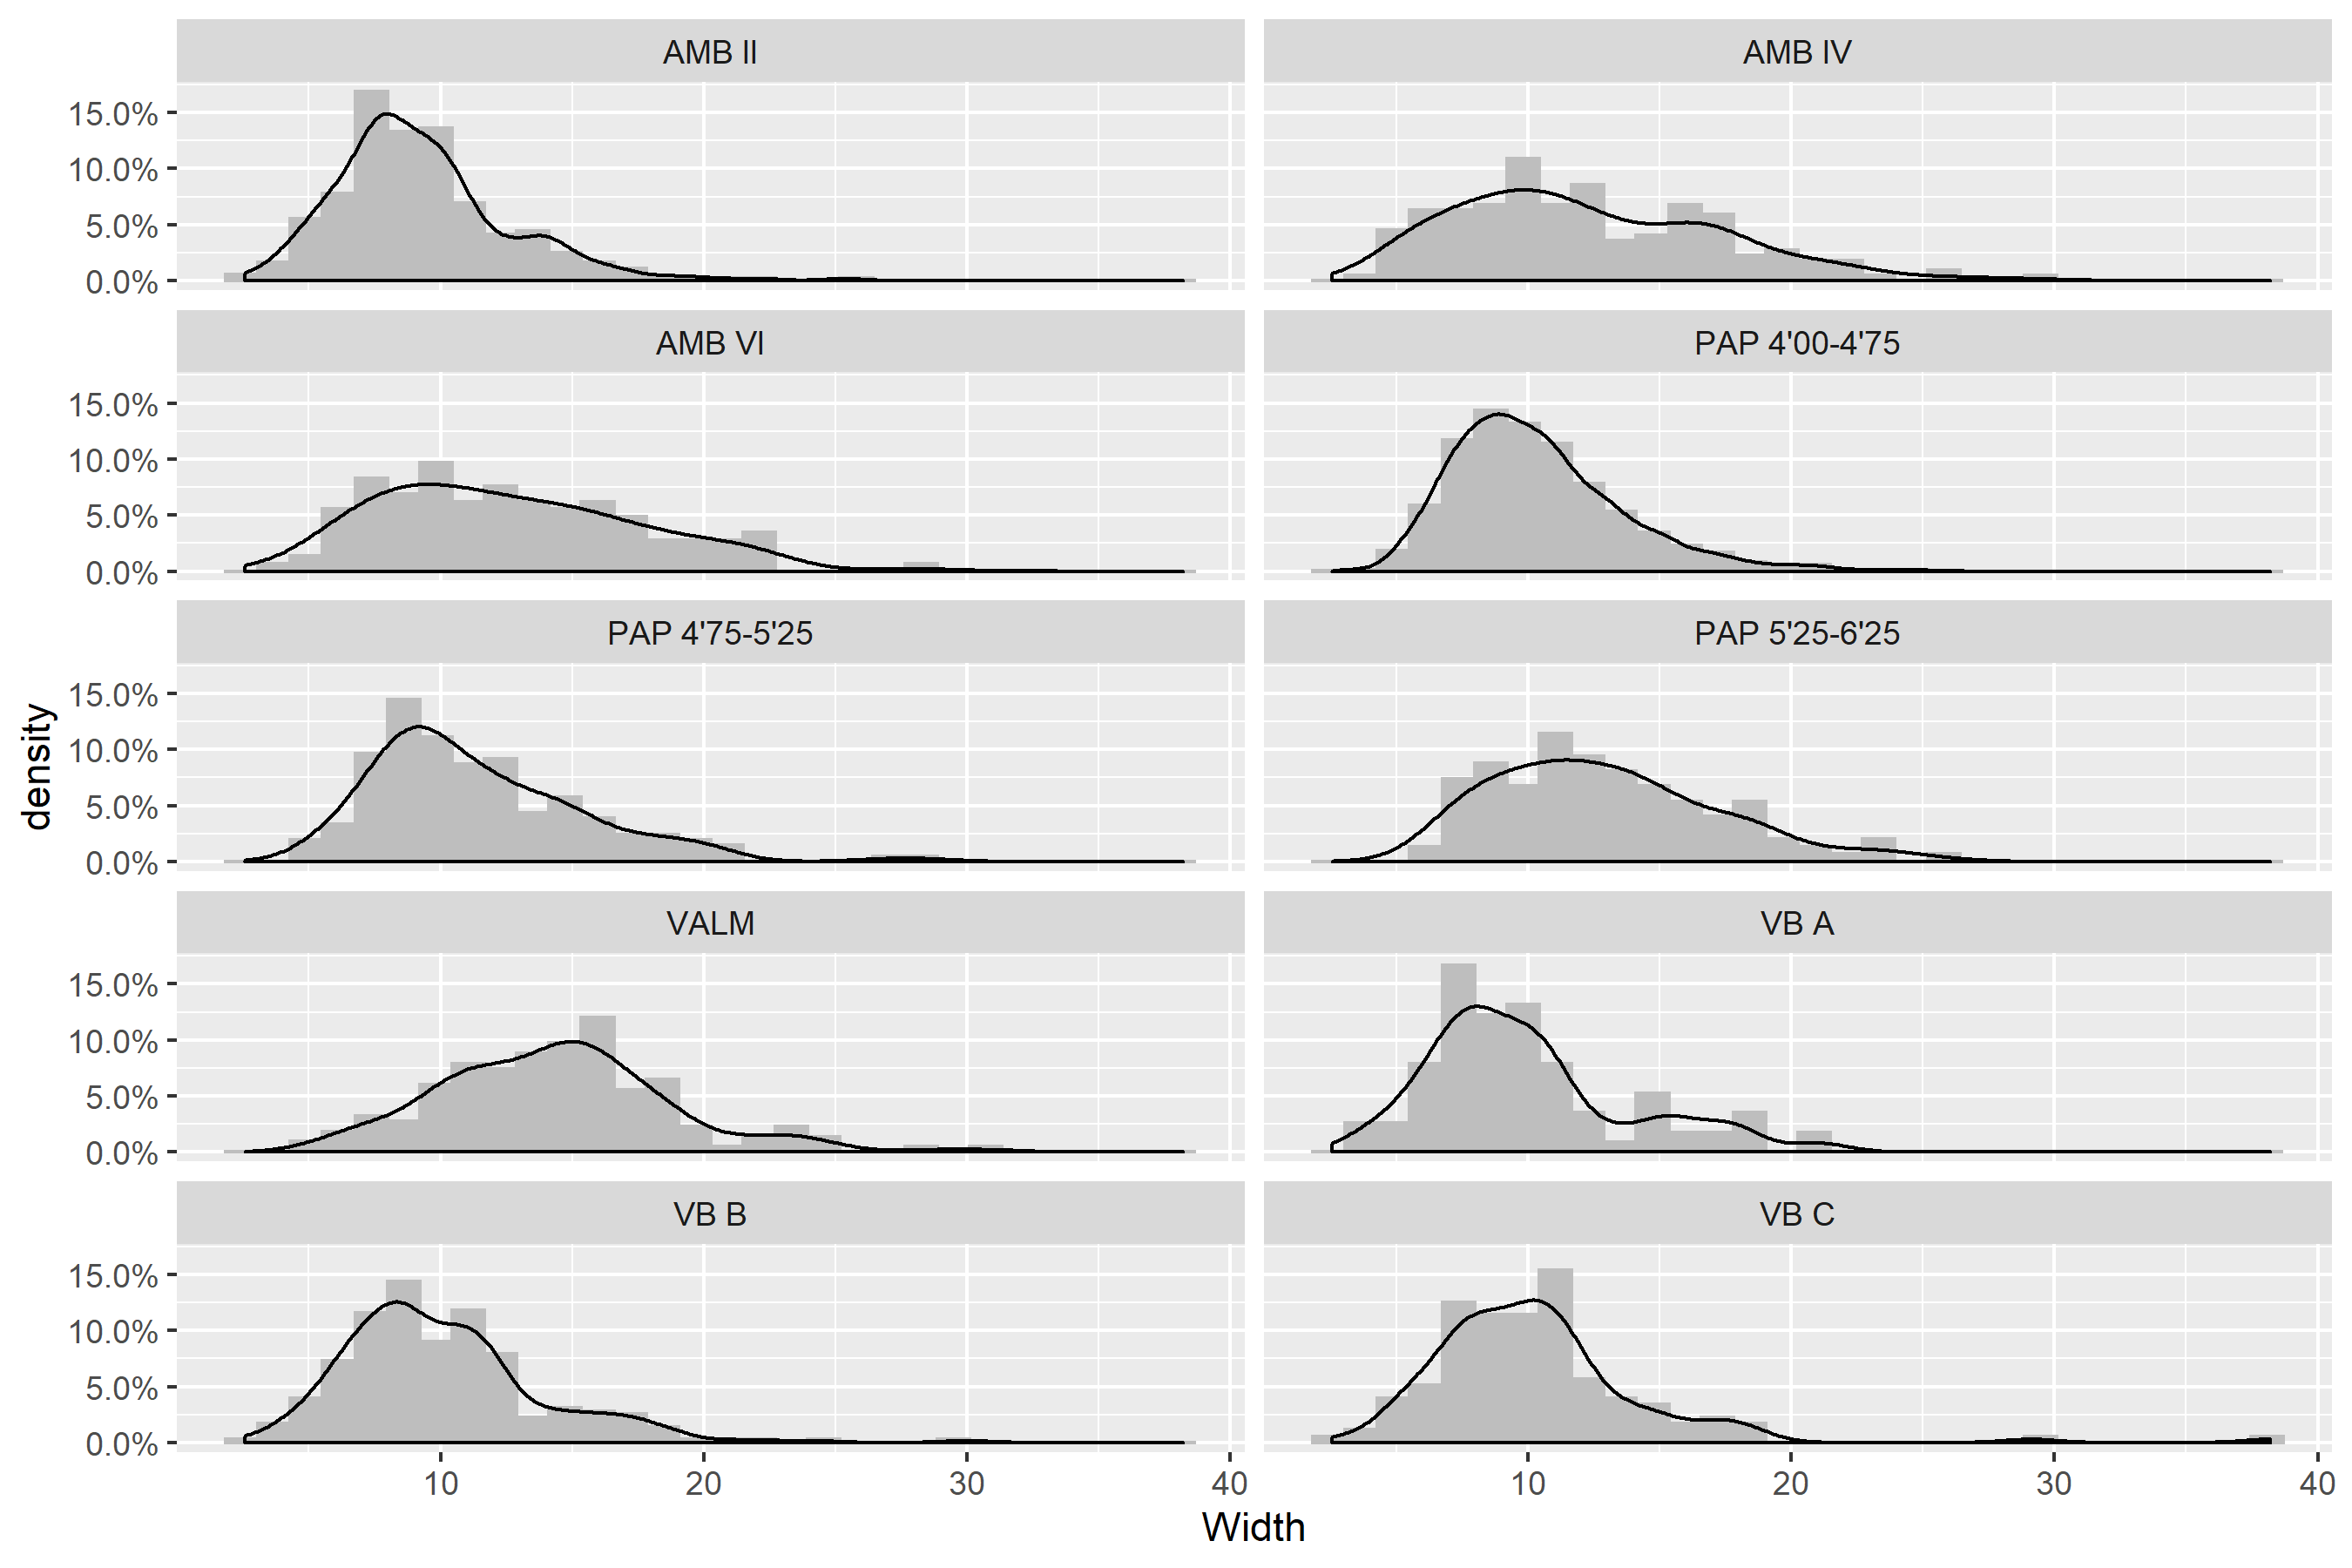 AMB II
AMB IV
15.0%
10.0%
5.0%
0.0%
AMB VI
PAP 4'00-4'75
15.0%
10.0%
5.0%
0.0%
PAP 4'75-5'25
PAP 5'25-6'25
15.0%
10.0%
5.0%
0.0%
density
VALM
VB A
15.0%
10.0%
5.0%
0.0%
VB B
VB C
15.0%
10.0%
5.0%
0.0%
10 20 30 40 10 20 30 40
Width